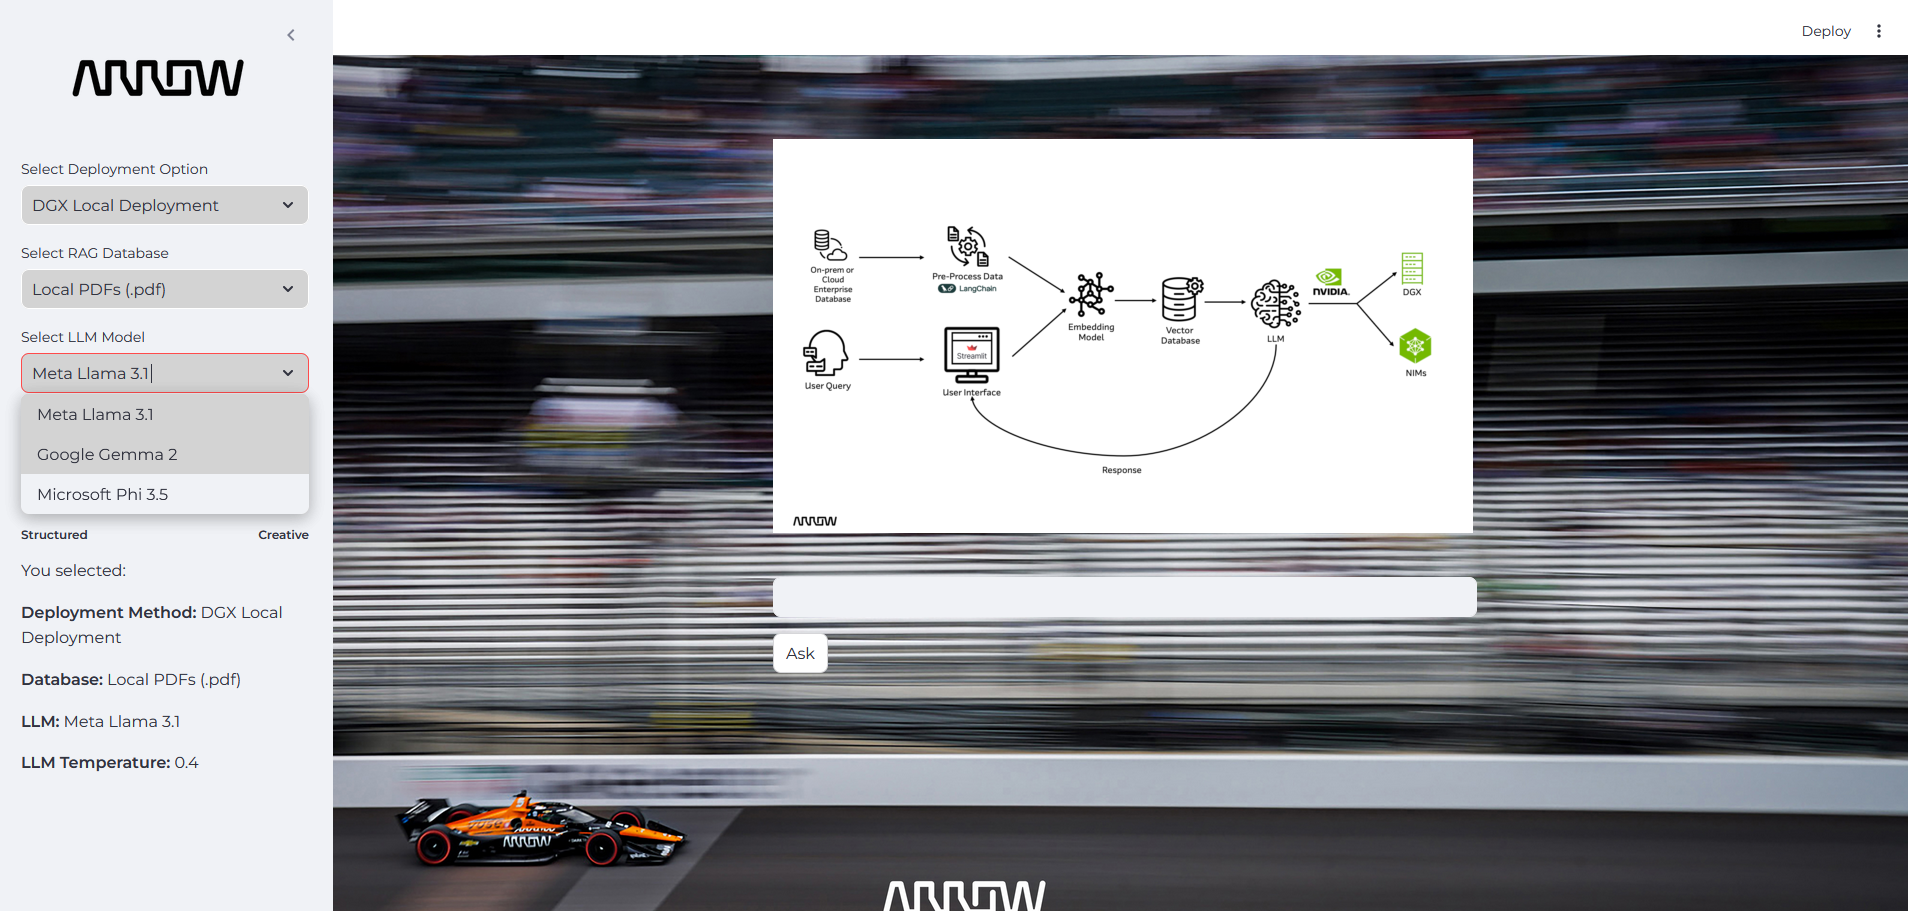 Deploy
ARROW
Select Deployment Option
DGX Local Deployment
Select RAG Database
Local PDFs (.pdf)
Select LLM Model
Meta Llama 3.1
Meta Llama 3.1
Google Gemma 2
Microsoft Phi 3.5
Structured Creative
You selected:
Deployment Method: DGX Local
Deployment
Database: Local PDFs (.pdf)
LLM: Meta Llama 3.1
LLM Temperature: 0.4
On-prem or
Cloud
Enterprise
Database
Pre-Process Data
LangChain
User Query
Streamlit
User Interface
Embedding
Model
Vector
Database
LLM
NVIDIA.
DGX
NIMs
Response
ARROW
Ask
ARROW
ARROW